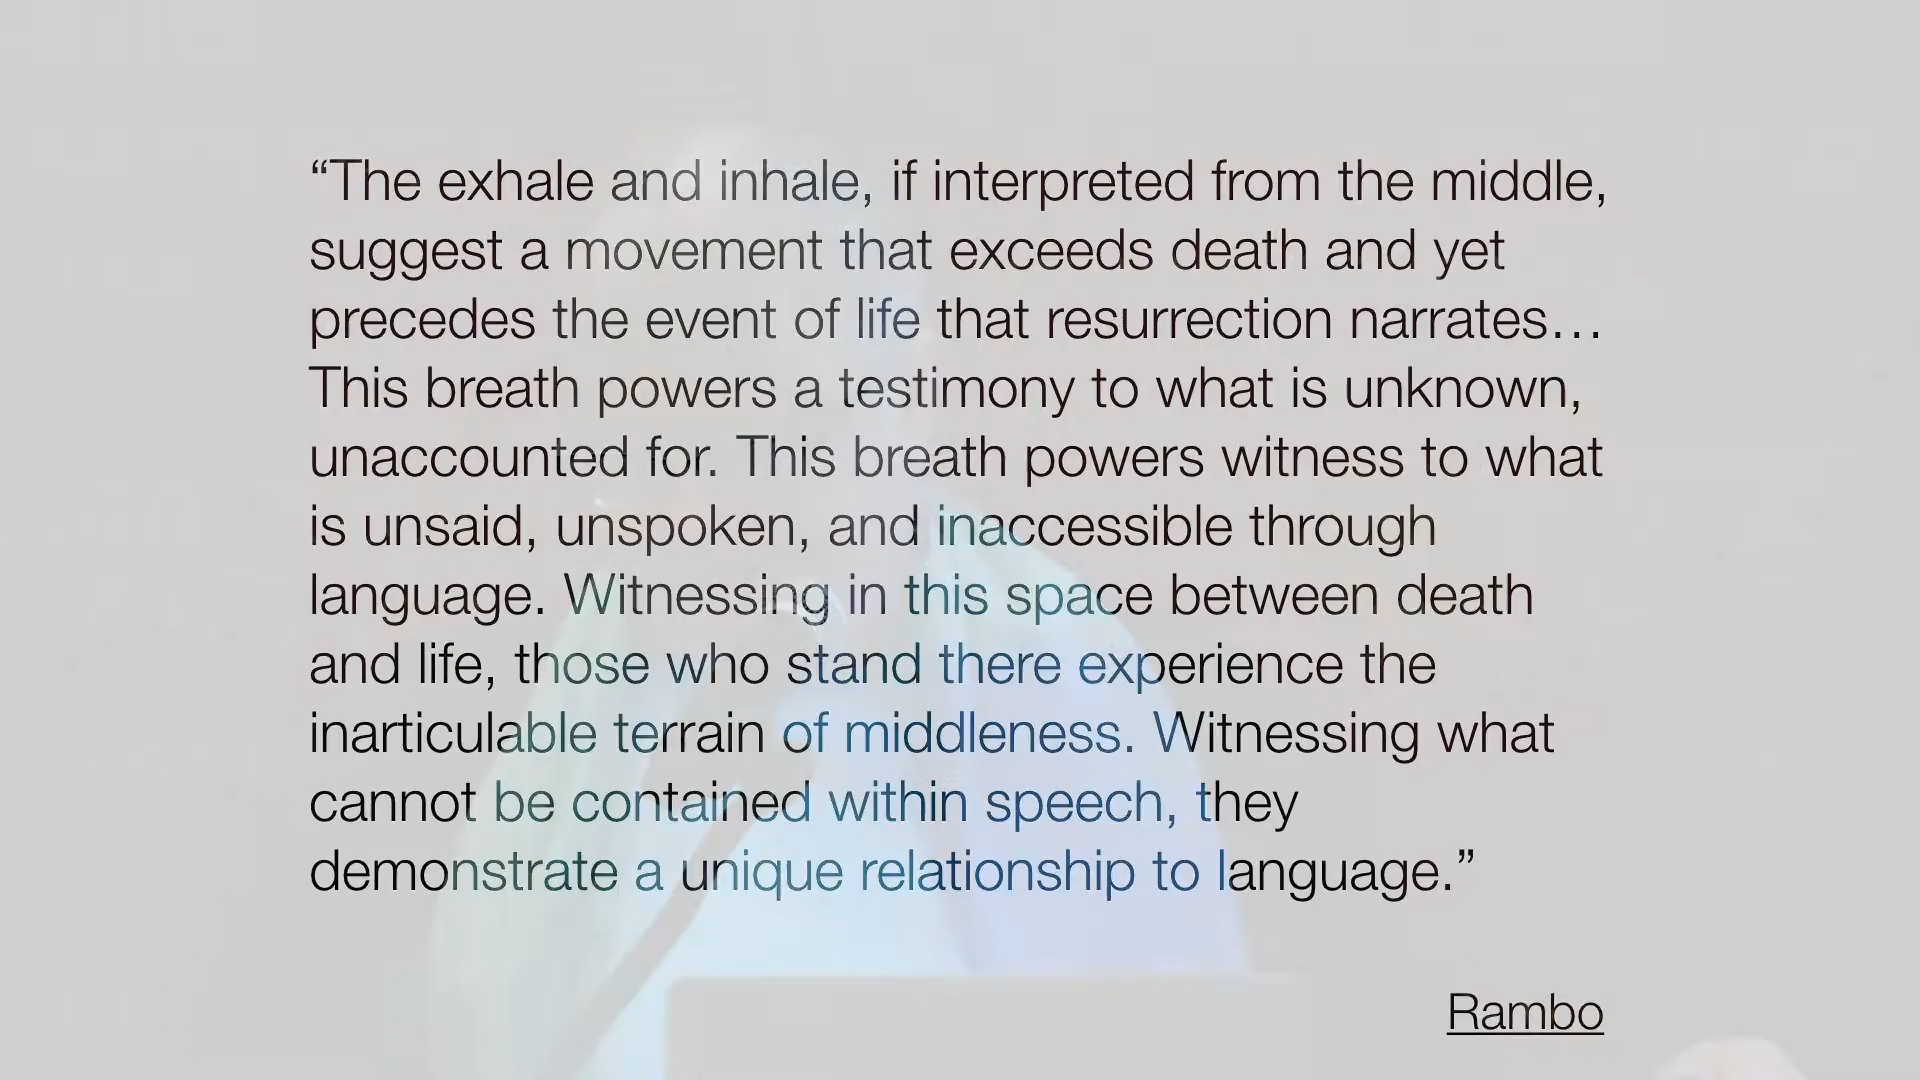 “The exhale and inhale, if interpreted from the middle,
suggest a movement that exceeds death and yet
precedes the event of life that resurrection narrates…
This breath powers a testimony to what is unknown,
unaccounted for. This breath powers witness to what
is unsaid, unspoken, and inaccessible through
language. Witnessing in this space between death
and life, those who stand there experience the
inarticulable terrain of middleness. Witnessing what
cannot be contained within speech, they
demonstrate a unique relationship to language.”
Rambo